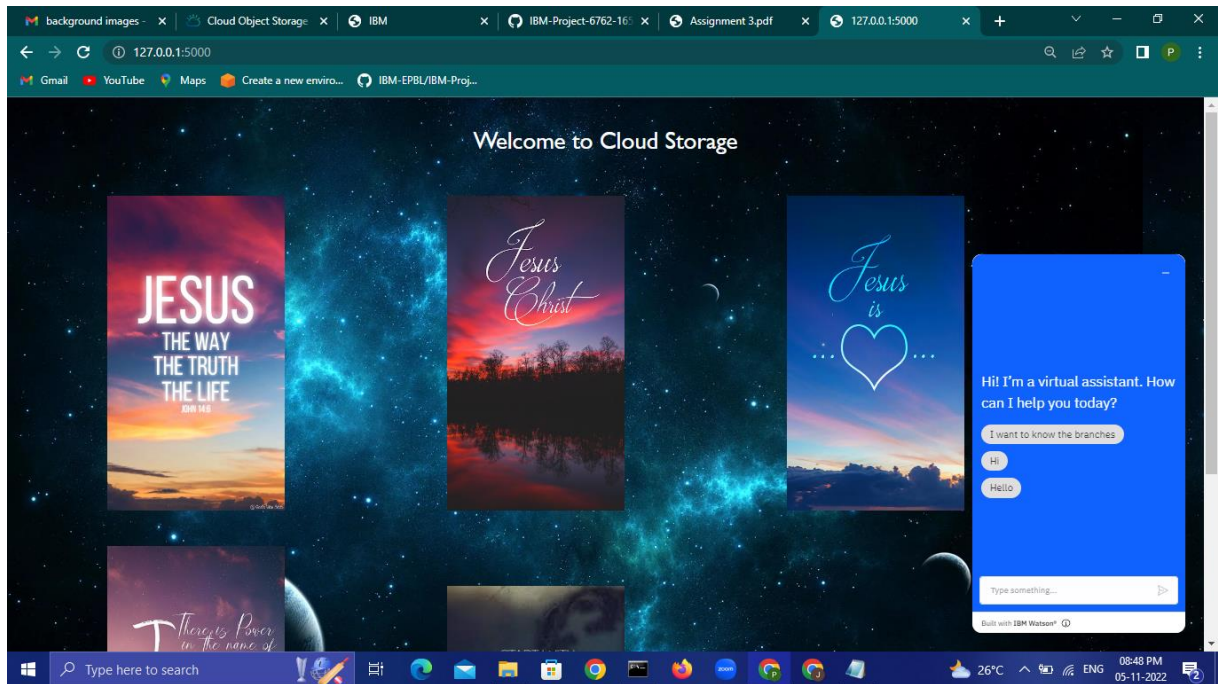 background images -
Cloud Object Storage
IBM
IBM-Project-6762-165
Assignment 3.pdf
127.0.0.1:5000
127.0.0.1:5000
P
Gmail
YouTube
Maps
Create a new enviro...
IBM-EPBL/IBM-Proj...
Welcome to Cloud Storage
JESUS
THE WAY
THE TRUTH
THE LIFE
JOHN 14:6
Jesus
Christ
Jesus
is
Hi! I'm a virtual assistant. How
can I help you today?
I want to know the branches
Hi
Hello
Type something...
Built with IBM Watson®
There is Power
in the name of
Type here to search
zoom
26°C
ENG
08:48 PM
05-11-2022
2